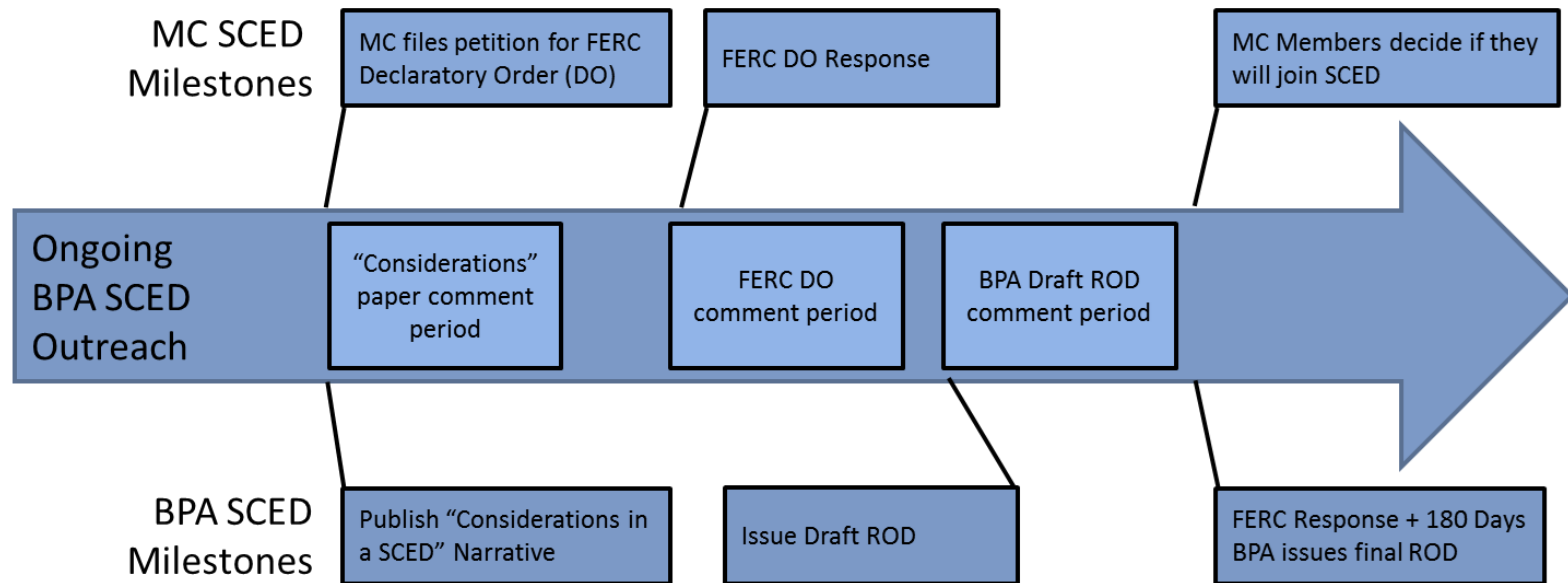 MC SCED
Milestones
MC files petition for FERC
Declaratory Order (DO)
FERC DO Response
MC Members decide if they
will join SCED
Ongoing
BPA SCED
Outreach
“Considerations”
paper comment
period
FERC DO
comment period
BPA Draft ROD
comment period
BPA SCED
Milestones
Publish “Considerations in
a SCED” Narrative
Issue Draft ROD
FERC Response + 180 Days
BPA issues final ROD